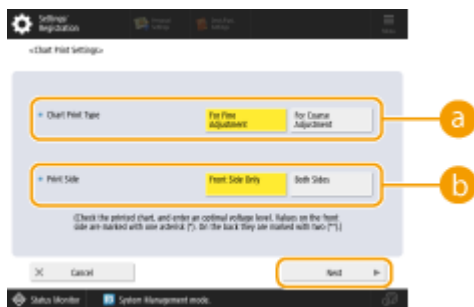 Settings/
Registration
Menu
<Chart Print Settings>
Chart Print Type
For Fine
Adjustment
For Coarse
Adjustment
a
Print Side
Front Side Only
Both Sides
b
(Check the printed chart, and enter an optimal voltage level. Values on the front
side are marked with one asterisk (*). On the back they are marked with two (**).)
Cancel
Next
Status Monitor
System Management mode.